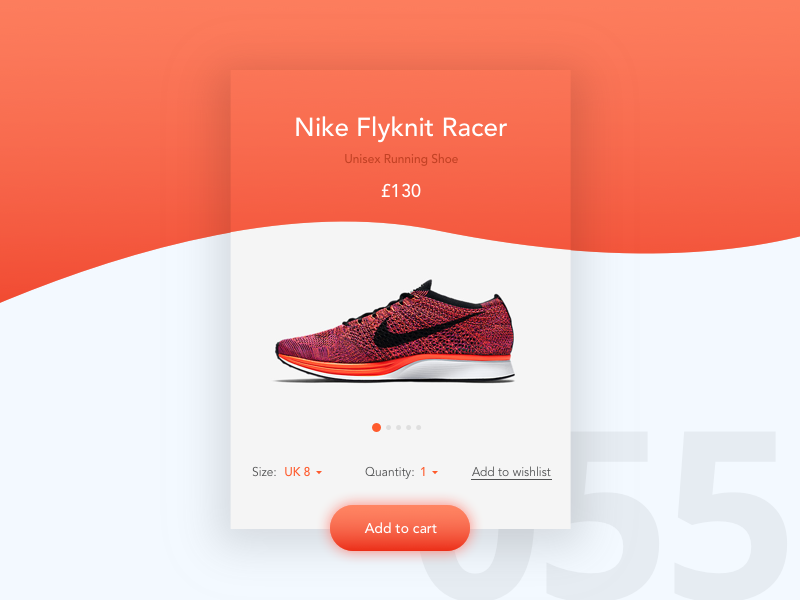 Nike Flyknit Racer
Unisex Running Shoe
£130
Size: UK 8 Quantity: 1 Add to wishlist
Add to cart
055